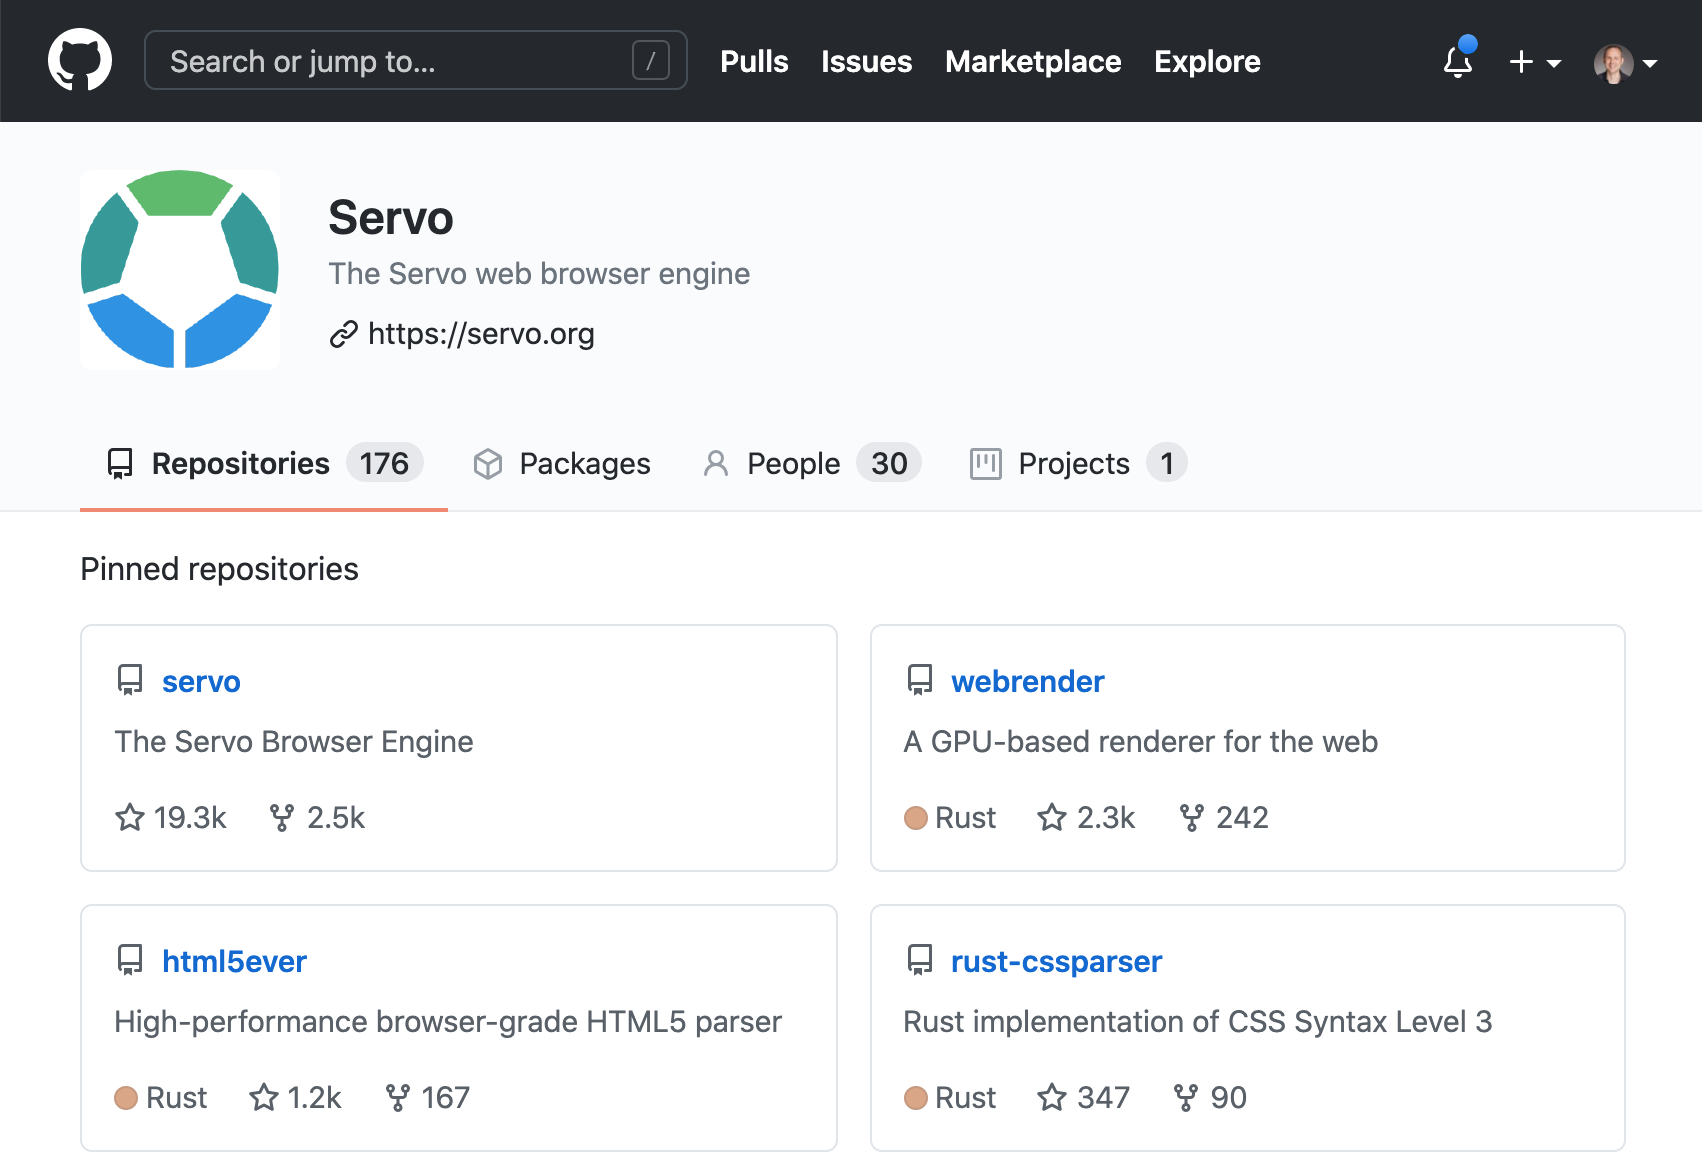 Search or jump to... /
Pulls Issues Marketplace Explore
Servo
The Servo web browser engine
https://servo.org
Repositories 176 Packages People 30 Projects 1
Pinned repositories
servo
The Servo Browser Engine
19.3k 2.5k
webrender
A GPU-based renderer for the web
Rust 2.3k 242
html5ever
High-performance browser-grade HTML5 parser
Rust 1.2k 167
rust-cssparser
Rust implementation of CSS Syntax Level 3
Rust 347 90